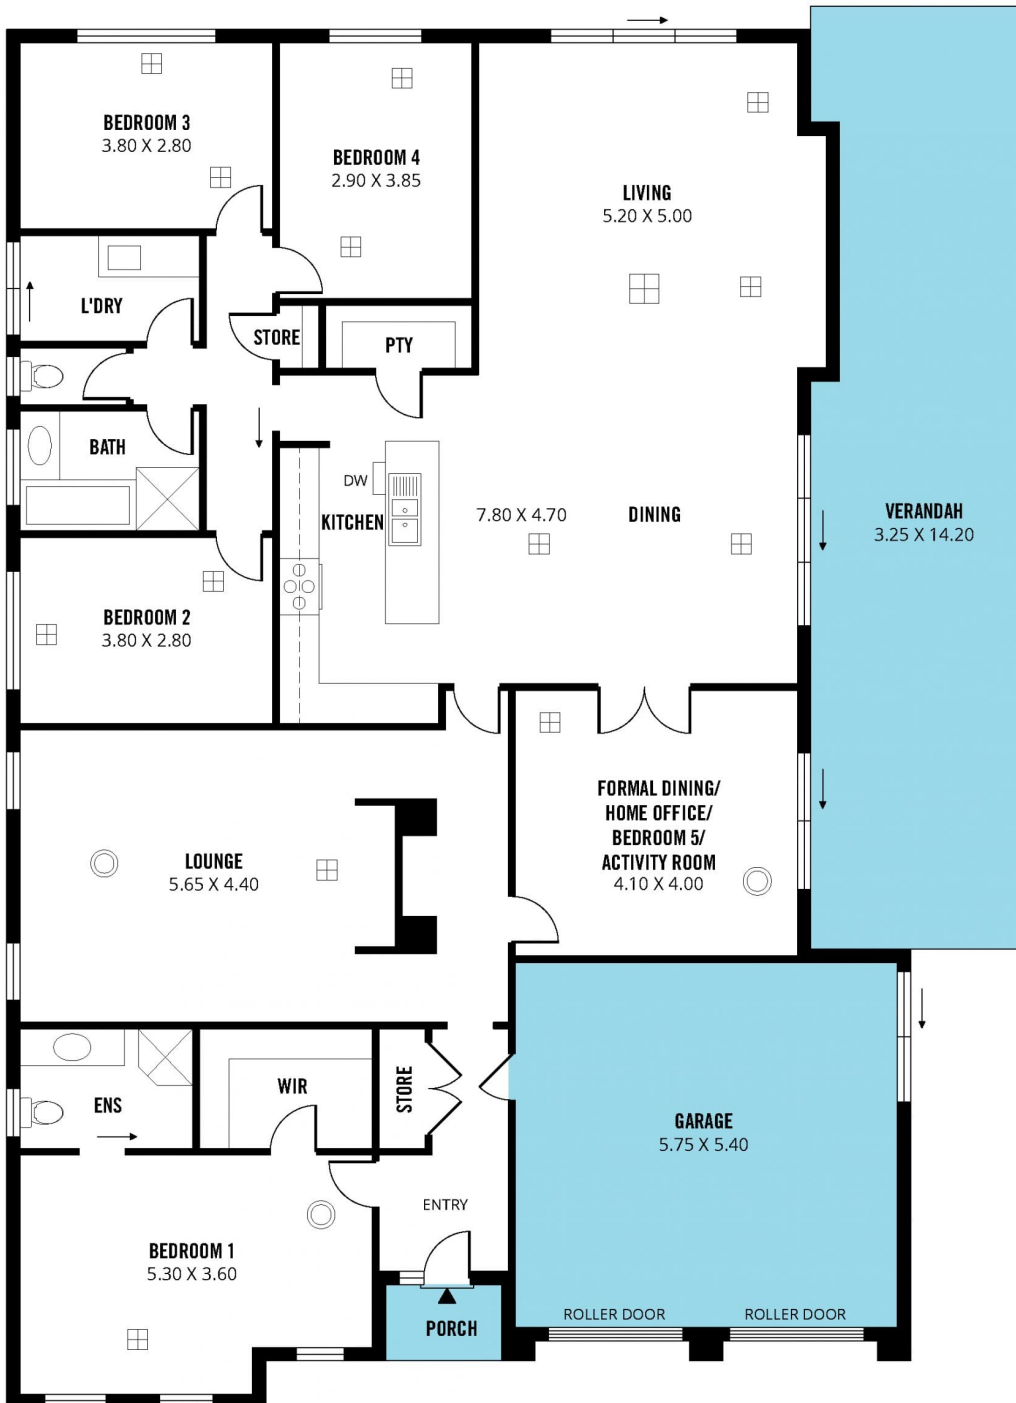 BEDROOM 3
3.80 X 2.80
BEDROOM 4
2.90 X 3.85
LIVING
5.20 X 5.00
L'DRY
STORE
PTY
BATH
DW
KITCHEN
7.80 X 4.70
DINING
VERANDAH
3.25 X 14.20
BEDROOM 2
3.80 X 2.80
FORMAL DINING/
HOME OFFICE/
BEDROOM 5/
ACTIVITY ROOM
4.10 X 4.00
LOUNGE
5.65 X 4.40
ENS
WIR
STORE
GARAGE
5.75 X 5.40
ENTRY
BEDROOM 1
5.30 X 3.60
PORCH
ROLLER DOOR
ROLLER DOOR